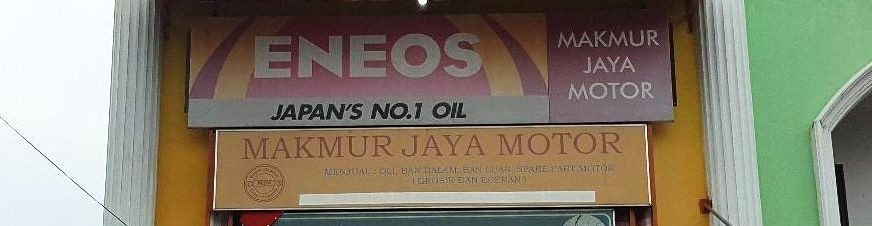 ENEOS
JAPAN'S NO.1 OIL
MAKMUR
JAYA
MOTOR
MAKMUR JAYA MOTOR
MENJUAL : OLI, BAN DALAM, BAN LUAR, SPARE PART MOTOR
( GROSIR DAN ECERAN )